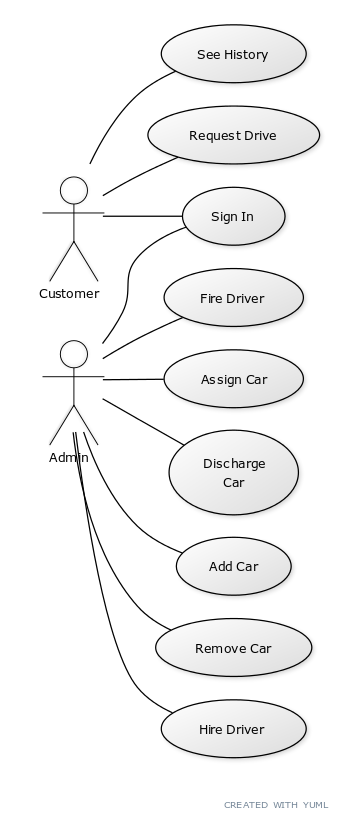 See History
Request Drive
Sign In
Customer
Fire Driver
Assign Car
Admin
Discharge
Car
Add Car
Remove Car
Hire Driver
CREATED WITH YUML